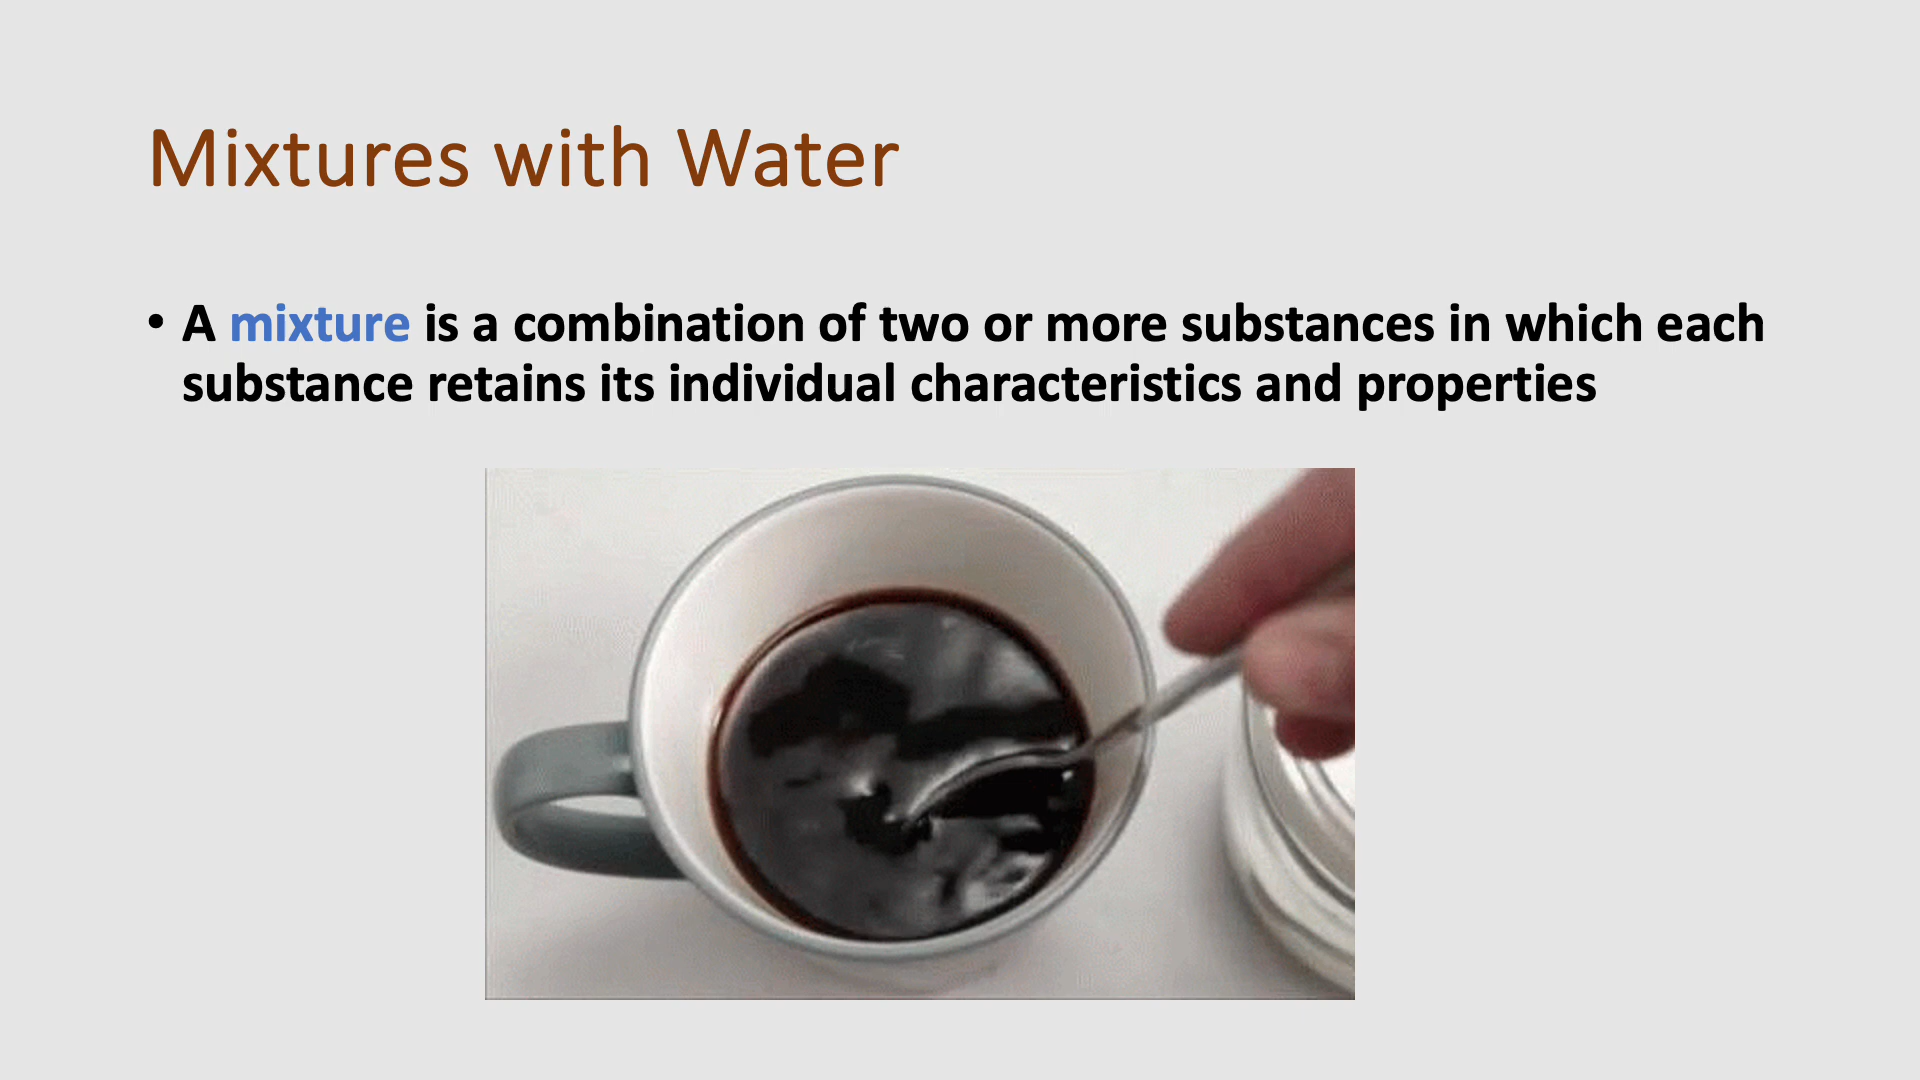 Mixtures with Water
• A mixture is a combination of two or more substances in which each
substance retains its individual characteristics and properties